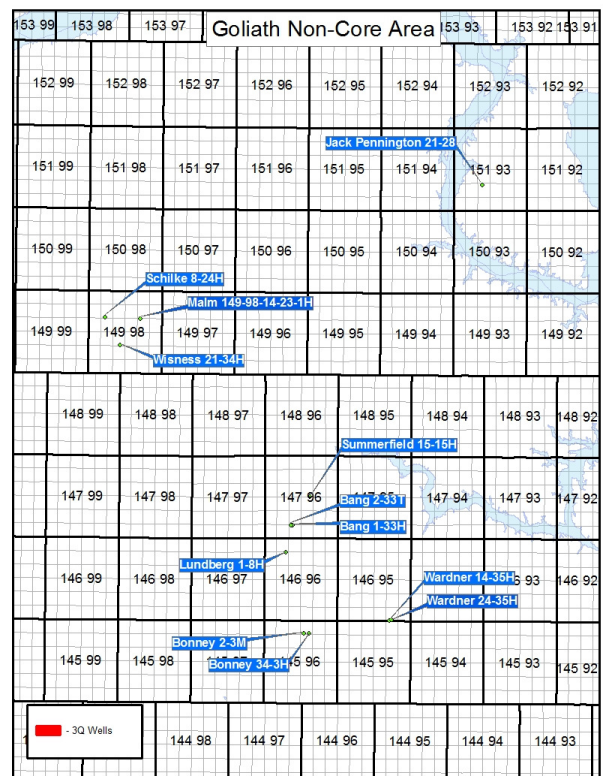 Goliath Non-Core Area
153 99 153 98 153 97 153 93 153 92 153 91
152 99 152 98 152 97 152 96 152 95 152 94 152 93 152 92
Jack Pennington 21-28
151 99 151 98 151 97 151 96 151 95 151 94 151 93 151 92
150 99 150 98 150 97 150 96 150 95 150 94 150 93 150 92
Schilke 8-24H
Malm 149-98-14-23-1H
149 99 149 98 149 97 149 96 149 95 149 94 149 93 149 92
Wisness 21-34H
148 99 148 98 148 97 148 96 148 95 148 94 148 93 148 92
Summerfield 15-15H
147 99 147 98 147 97 147 96 147 94 147 93 147 92
Bang 2-33T
Bang 1-33H
Lundberg 1-8H
146 99 146 98 146 97 146 96 146 95 93 146 92
Wardner 14-35H
Wardner 24-35H
Bonney 2-3M
Bonney 34-3H
145 99 145 98 145 96 145 95 145 94 145 93 145 92
- 3Q Wells
144 98 144 97 144 96 144 95 144 94 144 93